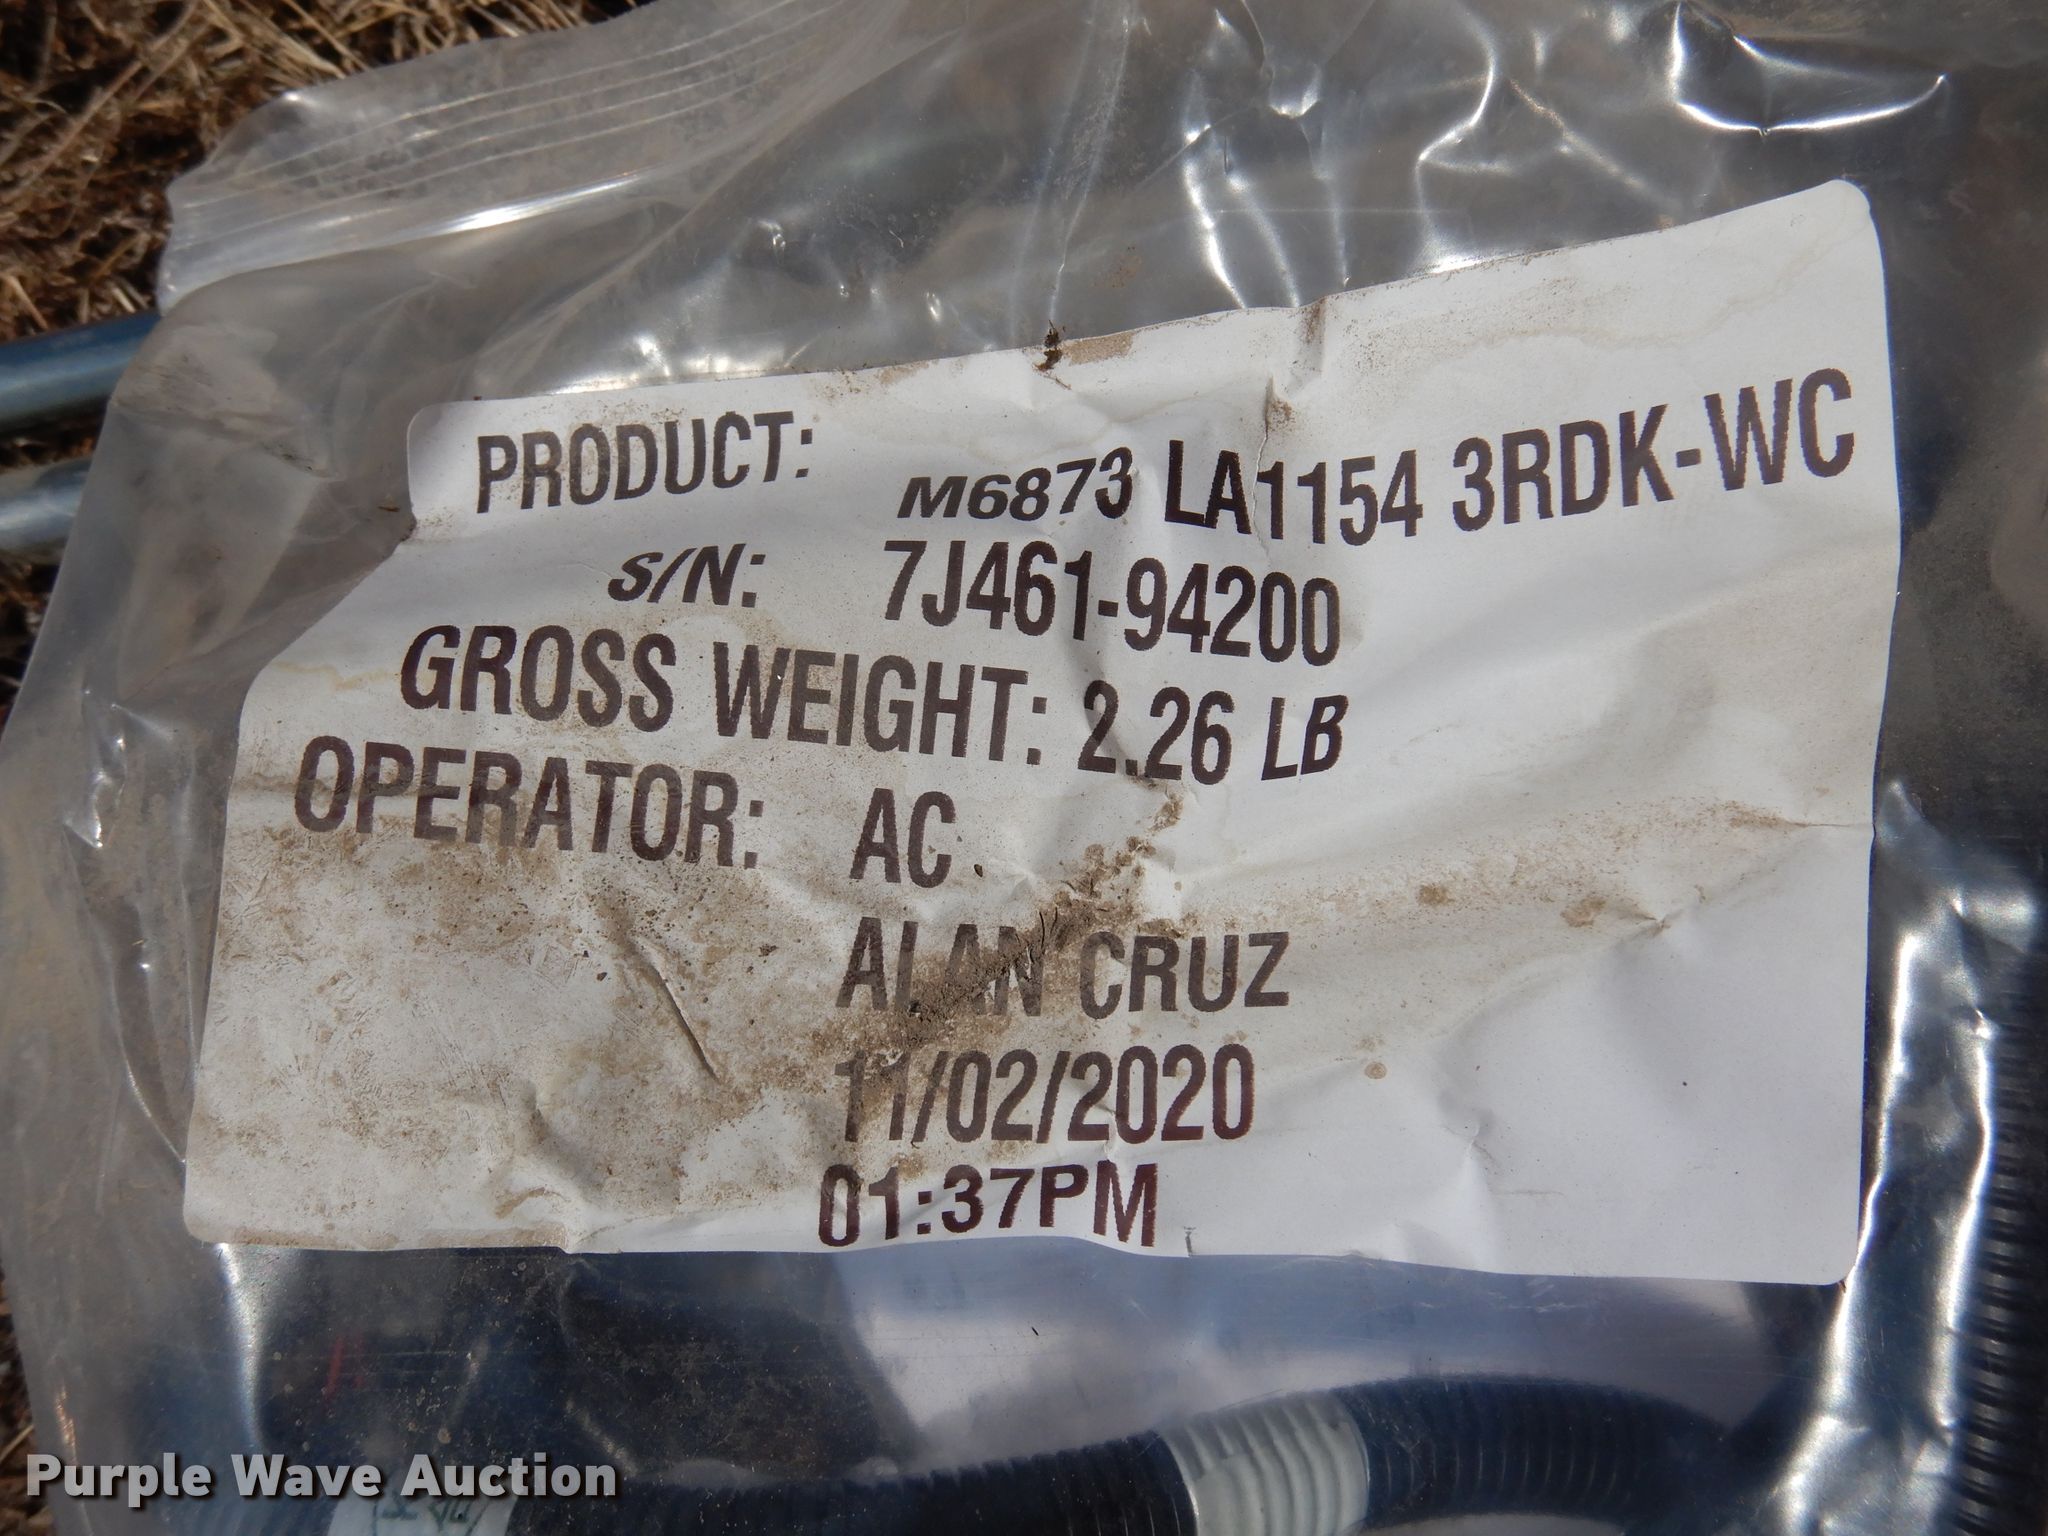 PRODUCT: M6873 LA1154 3RDK-WC
S/N: 7J461-94200
GROSS WEIGHT: 2.26 LB
OPERATOR: AC
ALAN CRUZ
11/02/2020
01:37PM
Purple Wave Auction